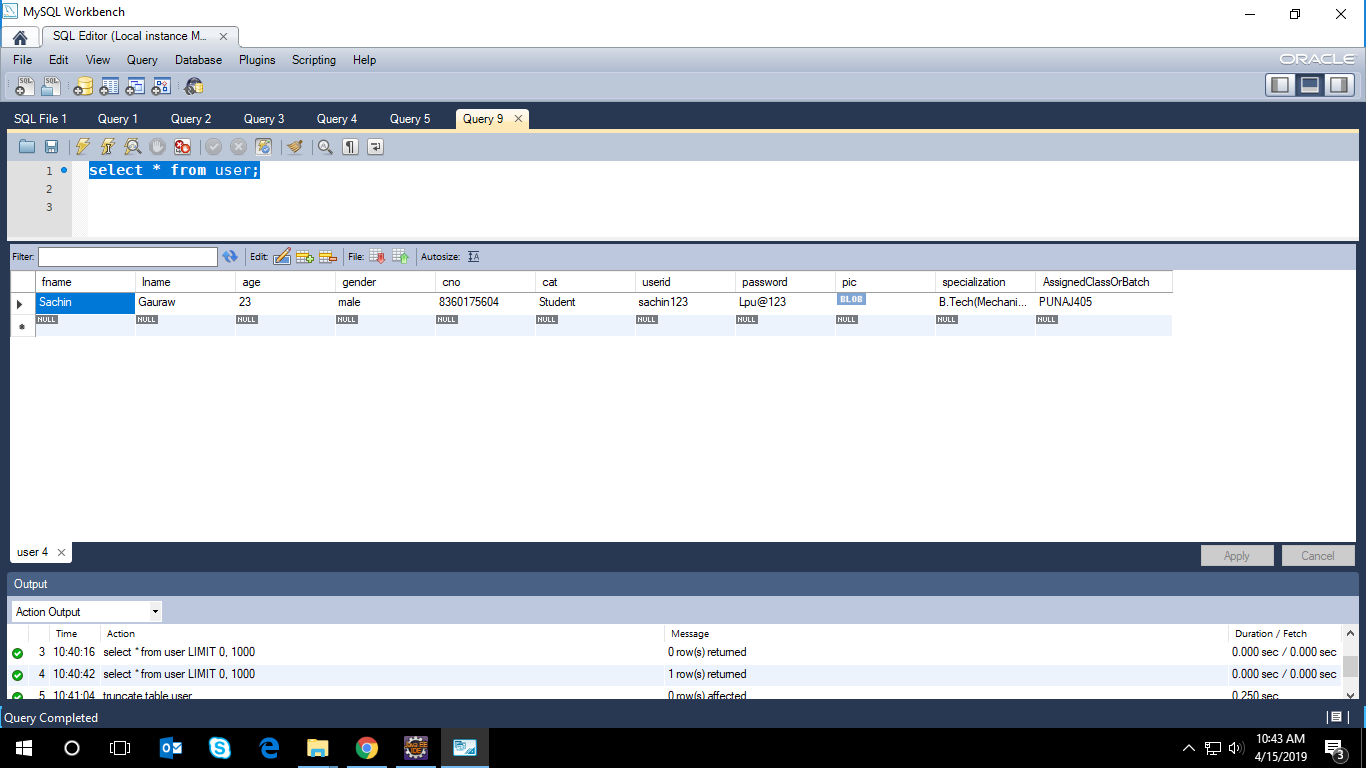 MySQL Workbench
SQL Editor (Local instance M...
File Edit View Query Database Plugins Scripting Help
ORACLE
SQL File 1 Query 1 Query 2 Query 3 Query 4 Query 5 Query 9
1 select * from user;
2
3
Filter: Edit: File: Autosize:
fname lname age gender cno cat userid password pic specialization AssignedClassOrBatch
Sachin Gauraw 23 male 8360175604 Student sachin123 Lpu@123 BLOB B.Tech(Mechani... PUNAJ405
NULL NULL NULL NULL NULL NULL NULL NULL NULL NULL NULL
user 4
Apply Cancel
Output
Action Output
Time Action Message Duration / Fetch
3 10:40:16 select * from user LIMIT 0, 1000 0 row(s) returned 0.000 sec / 0.000 sec
4 10:40:42 select * from user LIMIT 0, 1000 1 row(s) returned 0.000 sec / 0.000 sec
5 10:41:04 truncate table user 0 row(s) affected 0.250 sec
Query Completed
10:43 AM
4/15/2019
3